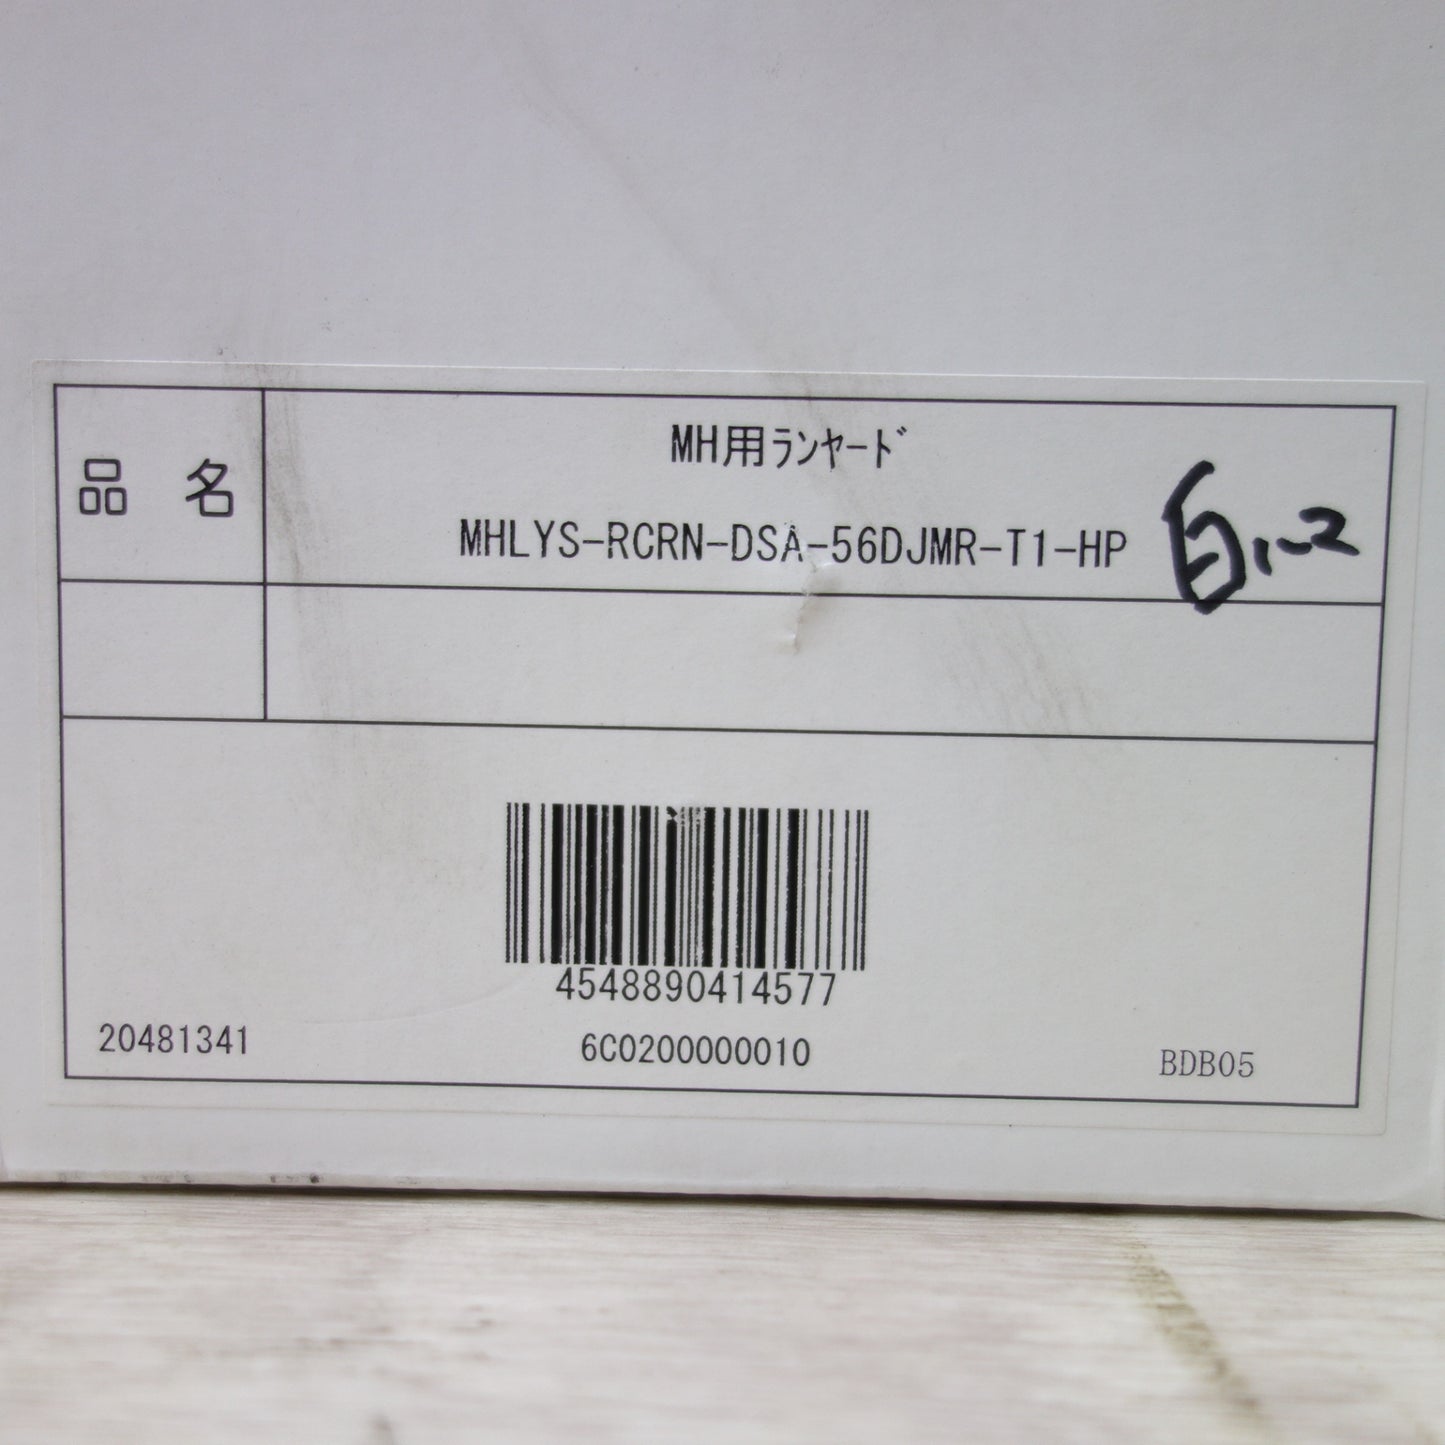 MH用ﾗﾝﾔｰﾄﾞ
品 名
MHLYS-RCRN-DSA-56DJMR-T1-HP
4548890414577
20481341 6C0200000010 BDB05